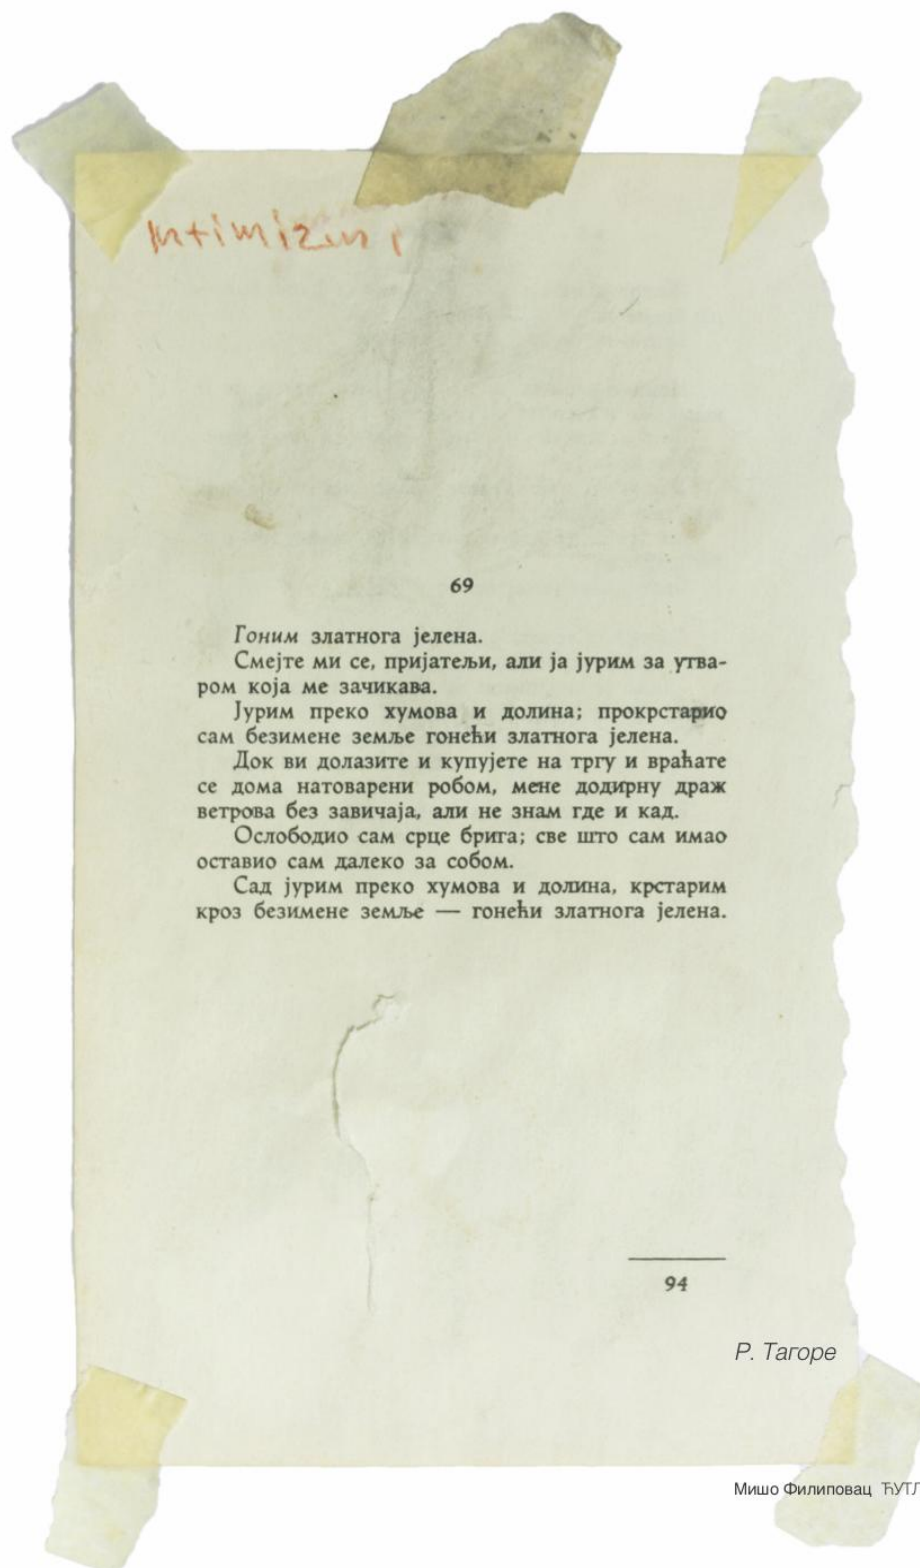 69
Гоним златнога јелена.
Смејте ми се, пријатељи, али ја јурим за утва-
ром која ме зачикава.
Јурим преко хумова и долина; прокрстарио
сам безимене земље гонећи златнога јелена.
Док ви долазите и купујете на тргу и враћате
се дома натоварени робом, мене додирну драж
ветрова без завичаја, али не знам где и кад.
Ослободио сам срце брига; све што сам имао
оставио сам далеко за собом.
Сад јурим преко хумова и долина, крстарим
кроз безимене земље — гонећи златнога јелена.
94
Р. Тагоре
Мишо Филиповац